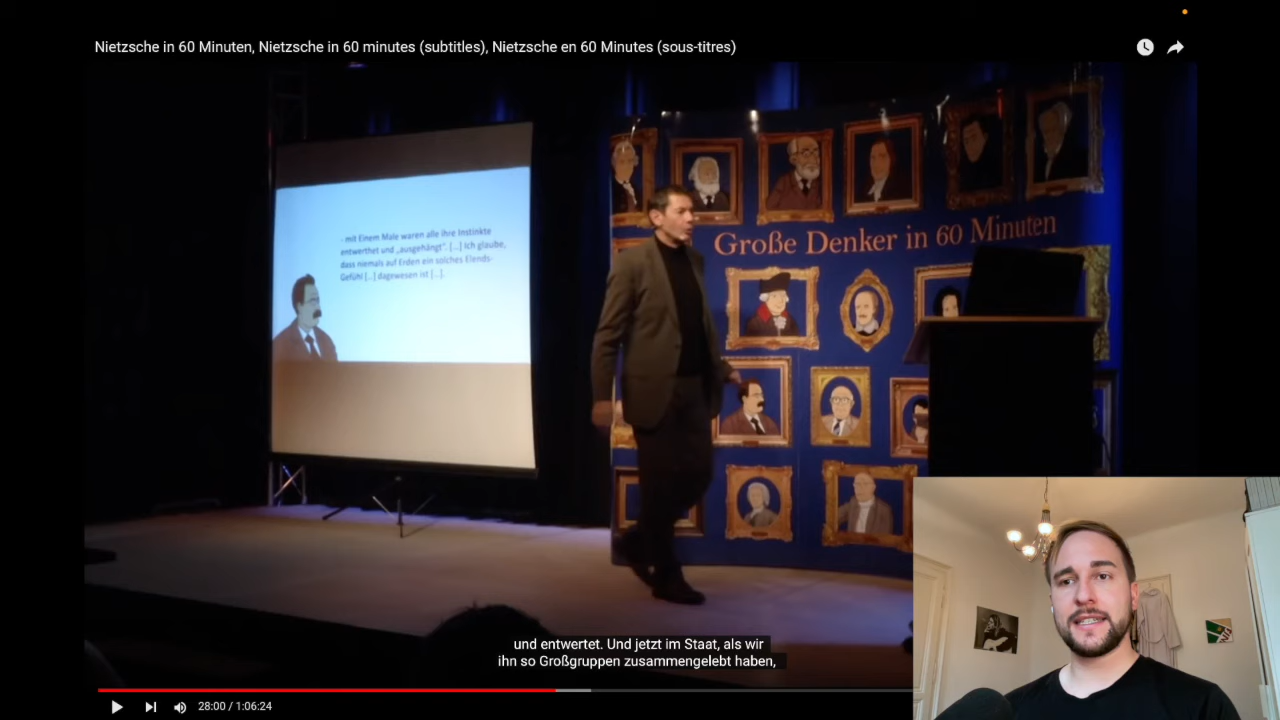 Nietzsche in 60 Minuten, Nietzsche in 60 minutes (subtitles), Nietzsche en 60 Minutes (sous-titres)
- mit Einem Male waren alle ihre Instinkte
entwerthet und „ausgehängt“. [...] Ich glaube,
dass niemals auf Erden ein solches Elends-
Gefühl [...] dagewesen ist [...].
Große Denker in 60 Minuten
und entwertet. Und jetzt im Staat, als wir
ihn so Großgruppen zusammengelebt haben,
28:00 / 1:06:24